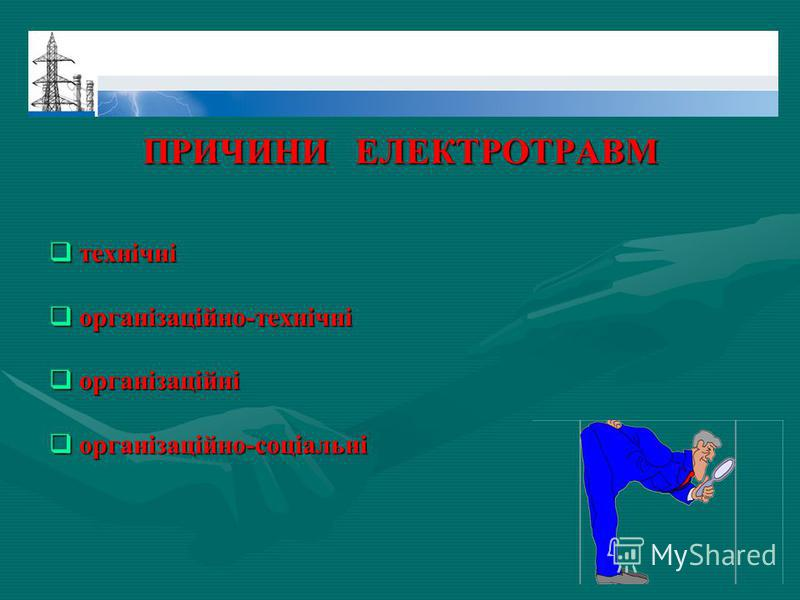 ПРИЧИНИ ЕЛЕКТРОТРАВМ
технічні
організаційно-технічні
організаційні
організаційно-соціальні
MyShared